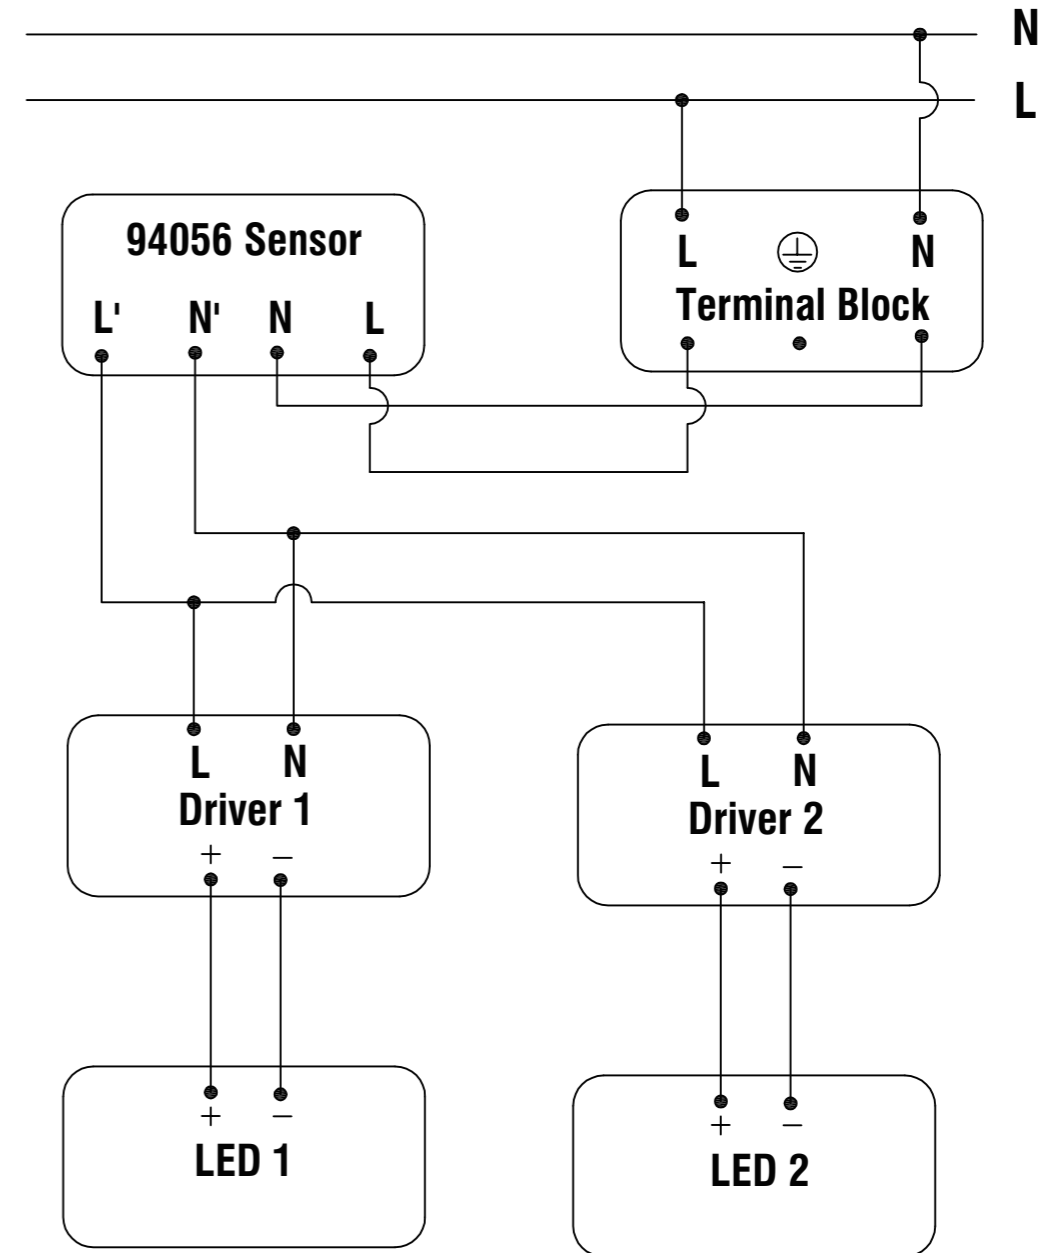 N
L
94056 Sensor
L' N' N L
L N
Terminal Block
L N
Driver 1
+ −
L N
Driver 2
+ −
+ −
LED 1
+ −
LED 2